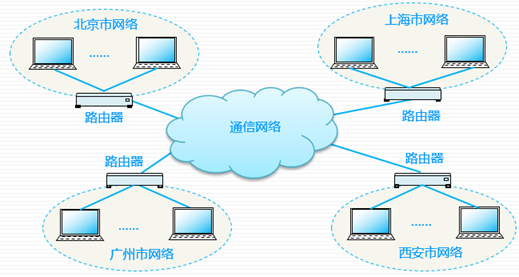 北京市网络
......
路由器
上海市网络
......
路由器
通信网络
路由器
......
广州市网络
路由器
......
西安市网络